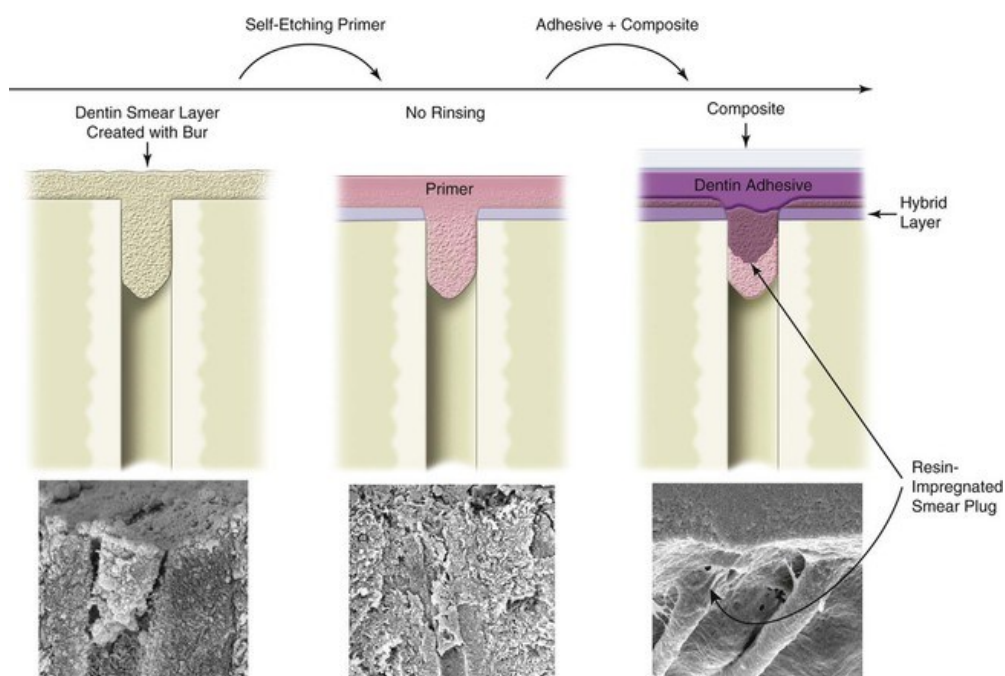 Self-Etching Primer
Adhesive + Composite
Dentin Smear Layer
Created with Bur
No Rinsing
Composite
Primer
Dentin Adhesive
Hybrid
Layer
Resin-
Impregnated
Smear Plug